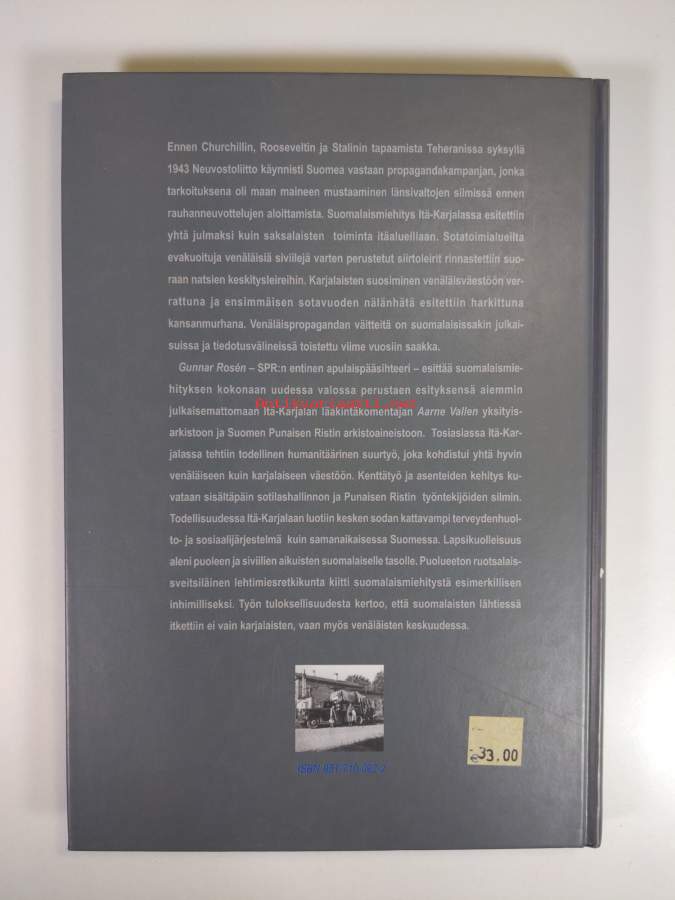 Ennen Churchillin, Rooseveltin ja Stalinin tapaamista Teheranissa syksyllä
1943 Neuvostoliitto käynnisti Suomea vastaan propagandakampanjan, jonka
tarkoituksena oli maan maineen mustaaminen länsivaltojen silmissä ennen
rauhanneuvottelujen aloittamista. Suomalaismiehitys Itä-Karjalassa esitettiin
yhtä julmaksi kuin saksalaisten toiminta itäalueillaan. Sotatoimialueilta
evakuoituja venäläisiä siviilejä varten perustetut siirtoleirit rinnastettiin suo-
raan natsien keskitysleireihin. Karjalaisten suosiminen venäläisväestöön ver-
rattuna ja ensimmäisen sotavuoden nälänhätä esitettiin harkittuna
kansanmurhana. Venäläispropagandan väitteitä on suomalaisissakin julkai-
suissa ja tiedotusvälineissä toistettu viime vuosiin saakka.
Gunnar Rosén – SPR:n entinen apulaispääsihteeri – esittää suomalaismie-
hityksen kokonaan uudessa valossa perustaen esityksensä aiemmin
julkaisemattomaan Itä-Karjalan lääkintäkomentajan Aarne Vallen yksityis-
arkistoon ja Suomen Punaisen Ristin arkistoaineistoon. Tosiasiassa Itä-Kar-
jalassa tehtiin todellinen humanitäärinen suurtyö, joka kohdistui yhtä hyvin
venäläiseen kuin karjalaiseen väestöön. Kenttätyö ja asenteiden kehitys ku-
vataan sisältäpäin sotilashallinnon ja Punaisen Ristin työntekijöiden silmin.
Todellisuudessa Itä-Karjalaan luotiin kesken sodan kattavampi terveydenhuol-
to- ja sosiaalijärjestelmä kuin samanaikaisessa Suomessa. Lapsikuolleisuus
aleni puoleen ja siviilien aikuisten suomalaiselle tasolle. Puolueeton ruotsalais-
sveitsiläinen lehtimiesretkikunta kiitti suomalaismiehitystä esimerkillisen
inhimilliseksi. Työn tuloksellisuudesta kertoo, että suomalaisten lähtiessä
itkettiin ei vain karjalaisten, vaan myös venäläisten keskuudessa.
€33.00
ISBN